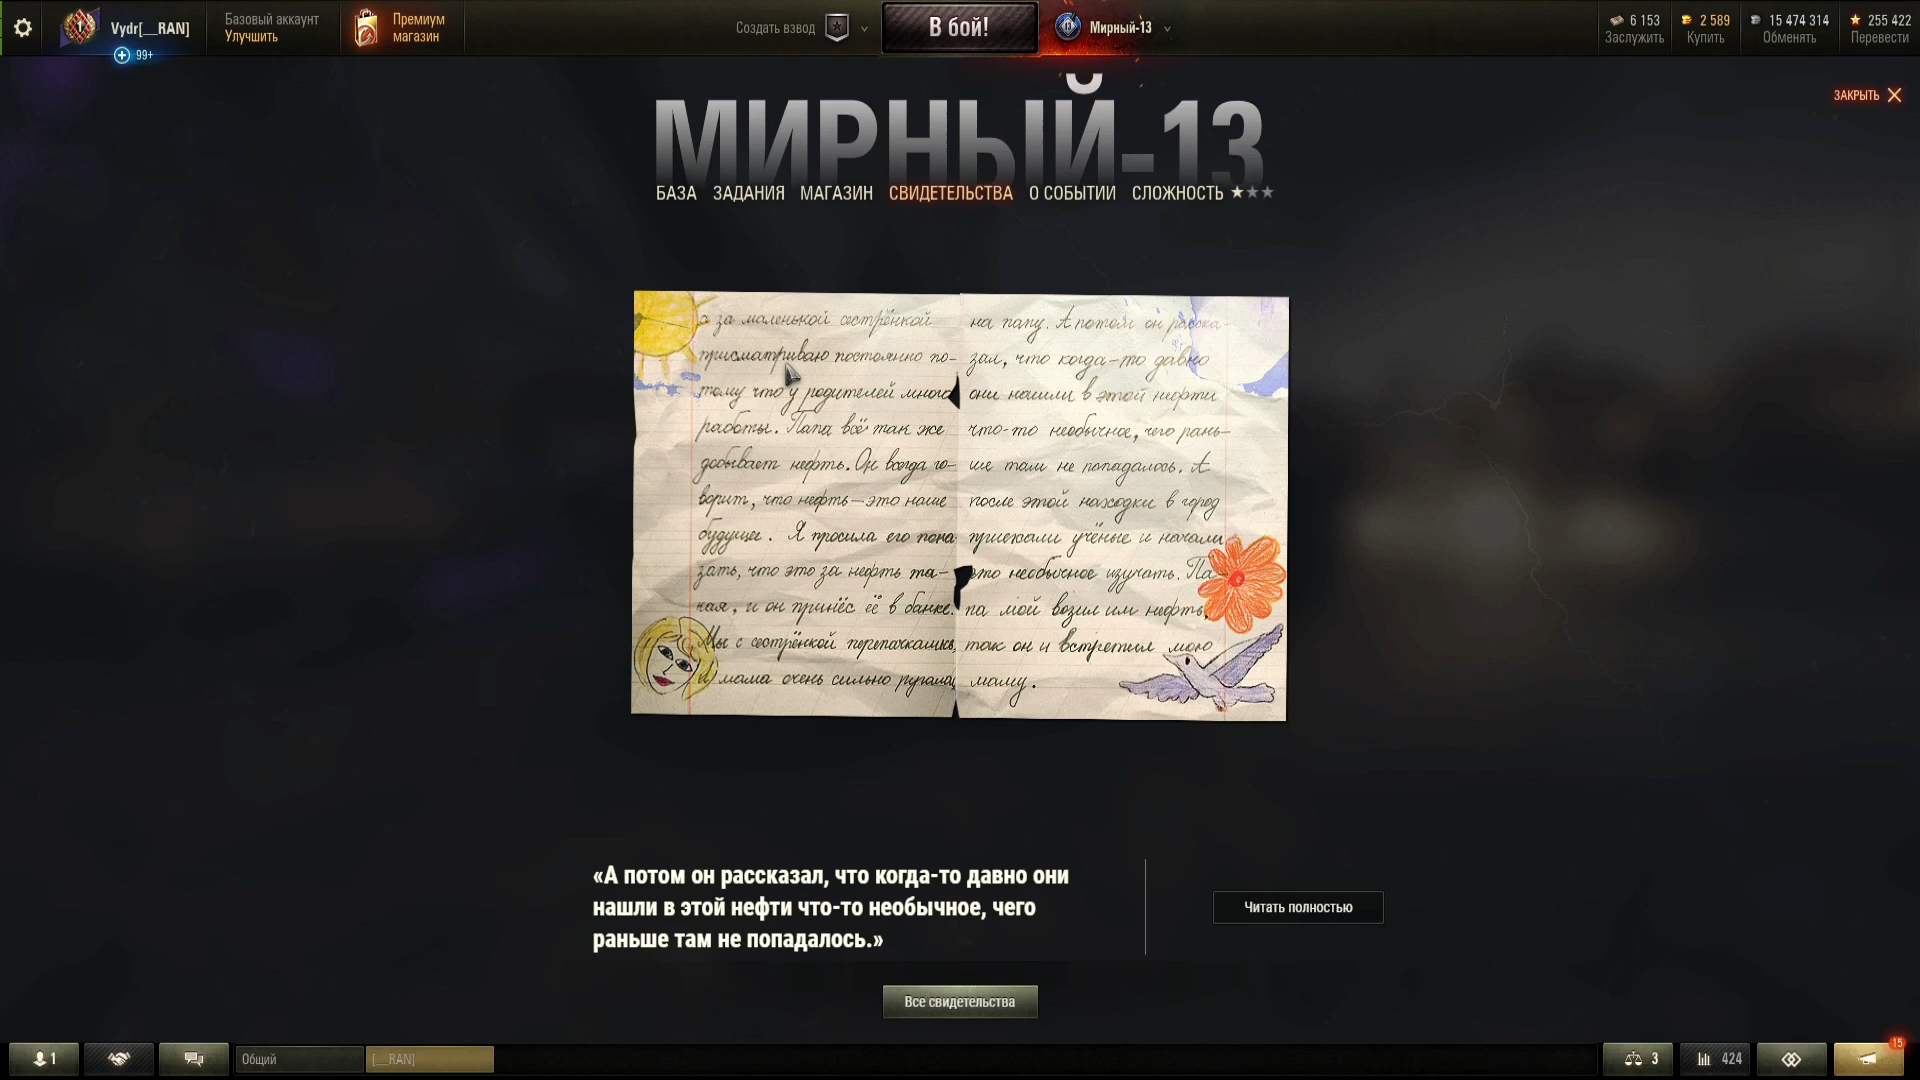 Vydr[__RAN]
99+
Базовый аккаунт
Улучшить
Премиум
магазин
Создать взвод
В бой!
Мирный-13
6 153
Заслужить
2 589
Купить
15 474 314
Обменять
255 422
Перевести
ЗАКРЫТЬ
МИРНЫЙ-13
БАЗА ЗАДАНИЯ МАГАЗИН СВИДЕТЕЛЬСТВА О СОБЫТИИ СЛОЖНОСТЬ
а за маленькой сестрёнкой
присматриваю постоянно по-
тому что у родителей много
работы. Папа всё так же
добывает нефть. Он всегда го-
ворит, что нефть — это наше
будущее. Я просила его пока
зать, что это за нефть та-
кая, и он принёс её в банке.
Мы с сестрёнкой перепачкались,
и мама очень сильно ругалась
на папу. А потом он расска-
зал, что когда-то давно
они нашли в этой нефти
что-то необычное, чего рань-
ше там не попадалось. А
после этой находки в город
приехали учёные и начали
это необычное изучать. Па-
па мой возил им нефть,
так он и встретил мою
маму.
«А потом он рассказал, что когда-то давно они
нашли в этой нефти что-то необычное, чего
раньше там не попадалось.»
Читать полностью
Все свидетельства
1
Общий
[__RAN]
3
424
15